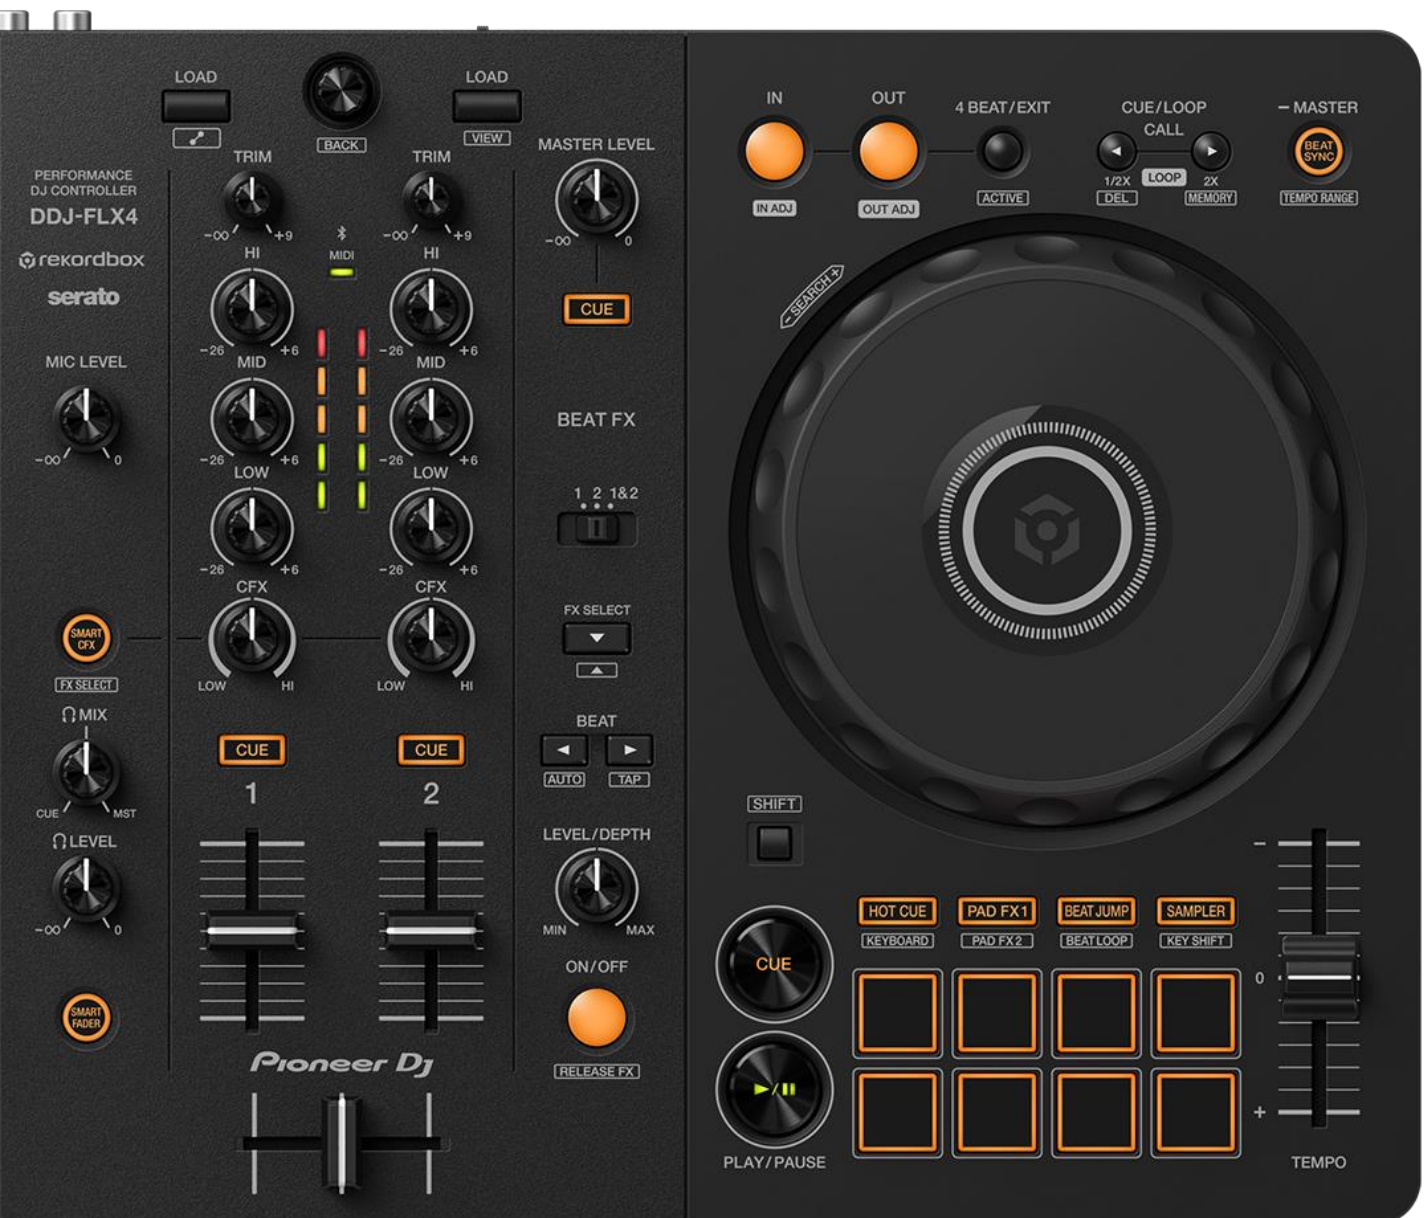 LOAD
BACK
LOAD
VIEW
PERFORMANCE
DJ CONTROLLER
DDJ-FLX4
rekordbox
serato
TRIM
-∞ +9
TRIM
-∞ +9
MIDI
MASTER LEVEL
-∞ 0
CUE
HI
-26 +6
HI
-26 +6
MIC LEVEL
-∞ 0
MID
-26 +6
MID
-26 +6
BEAT FX
LOW
-26 +6
LOW
-26 +6
1 2 1&2
CFX
LOW HI
CFX
LOW HI
SMART
CFX
FX SELECT
FX SELECT
MIX
CUE MST
LEVEL
-∞ 0
CUE
1
CUE
2
BEAT
AUTO TAP
LEVEL/DEPTH
MIN MAX
SMART
FADER
ON/OFF
RELEASE FX
Pioneer Dj
IN
IN ADJ
OUT
OUT ADJ
4 BEAT/EXIT
ACTIVE
CUE/LOOP
CALL
1/2X LOOP 2X
DEL MEMORY
– MASTER
BEAT
SYNC
TEMPO RANGE
– SEARCH +
SHIFT
HOT CUE PAD FX1 BEAT JUMP SAMPLER
KEYBOARD PAD FX2 BEAT LOOP KEY SHIFT
CUE
▶/❚❚
PLAY/PAUSE
–
0
+
TEMPO